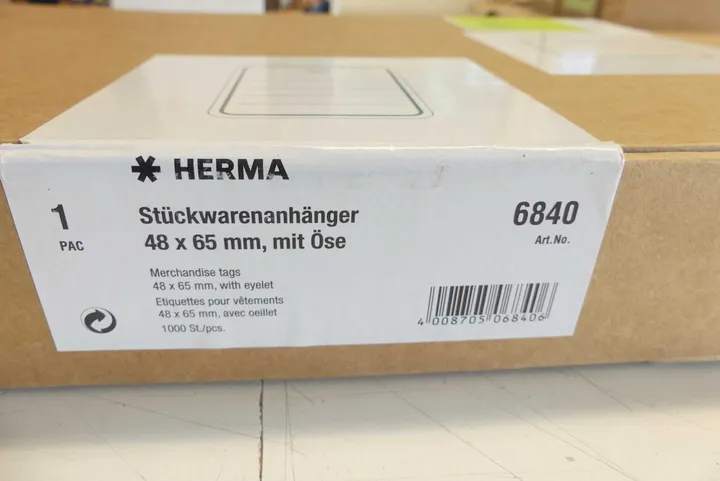 HERMA
1
PAC
Stückwarenanhänger
48 x 65 mm, mit Öse
6840
Art.No.
Merchandise tags
48 x 65 mm, with eyelet
Etiquettes pour vêtements
48 x 65 mm, avec oeillet
1000 St./pcs.
4 008705 068406